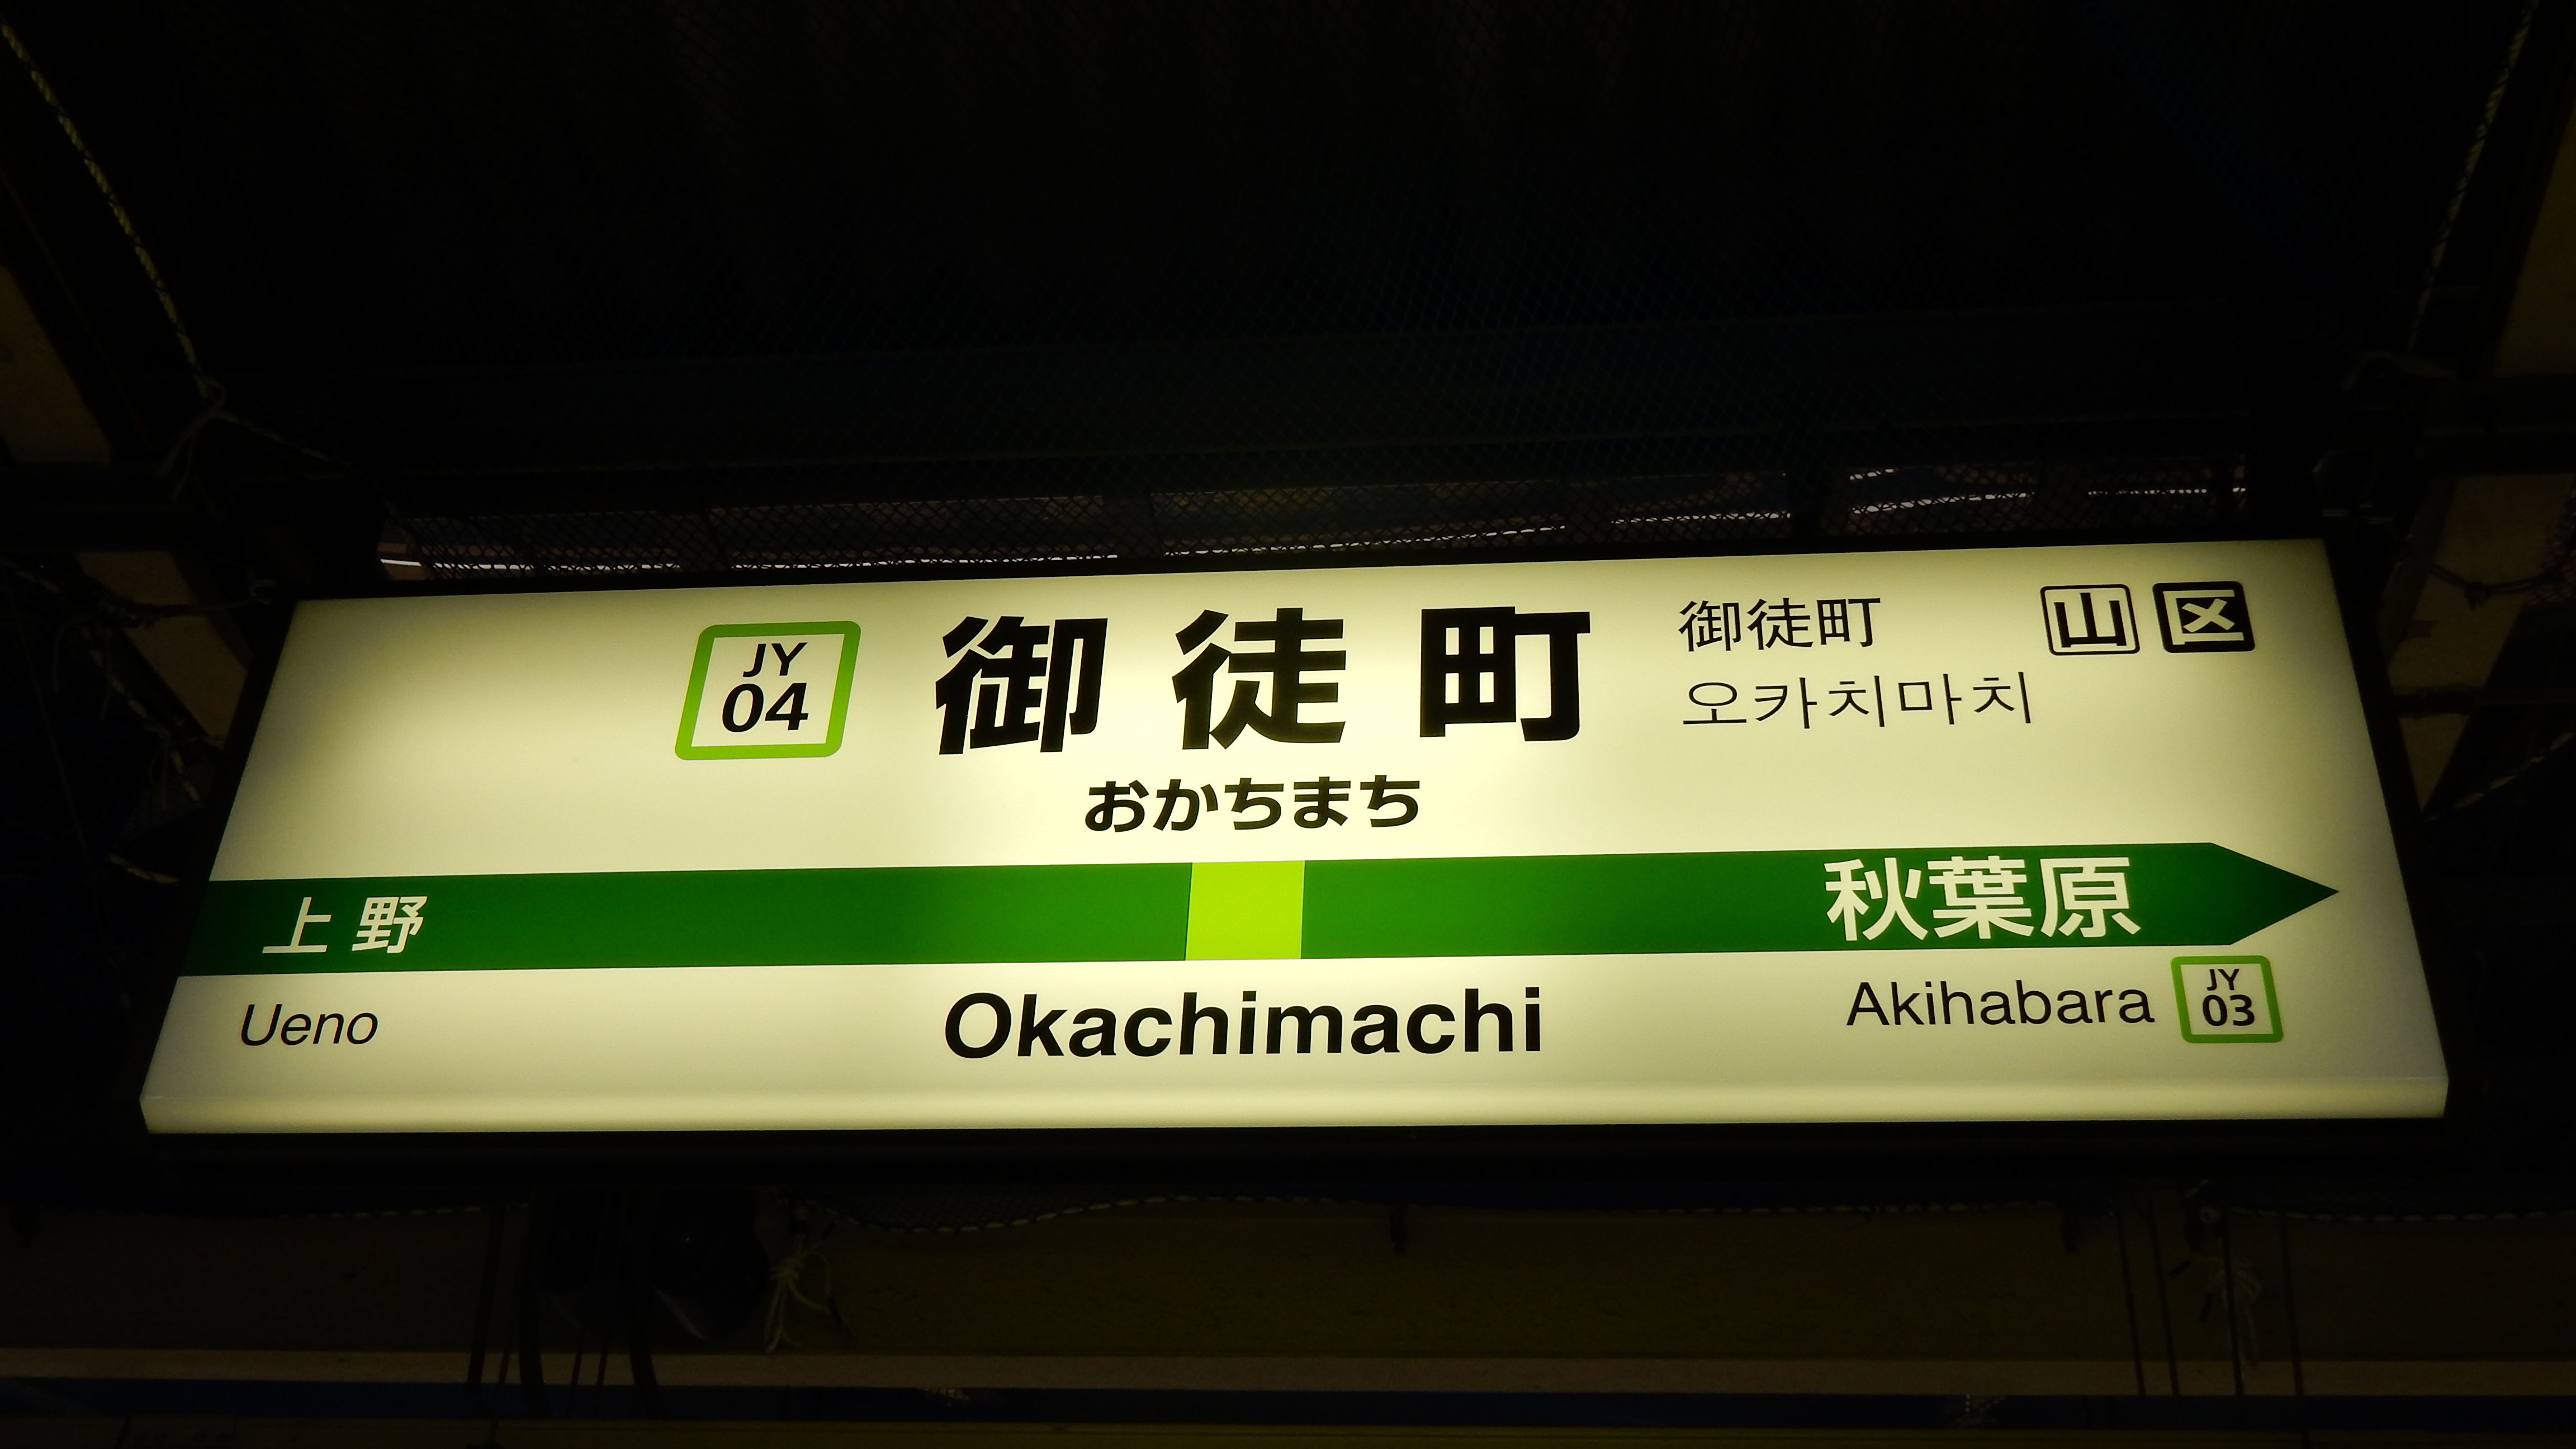 JY
04
御徒町
御徒町
山 区
오카치마치
おかちまち
上野
秋葉原
Ueno
Okachimachi
Akihabara
JY
03